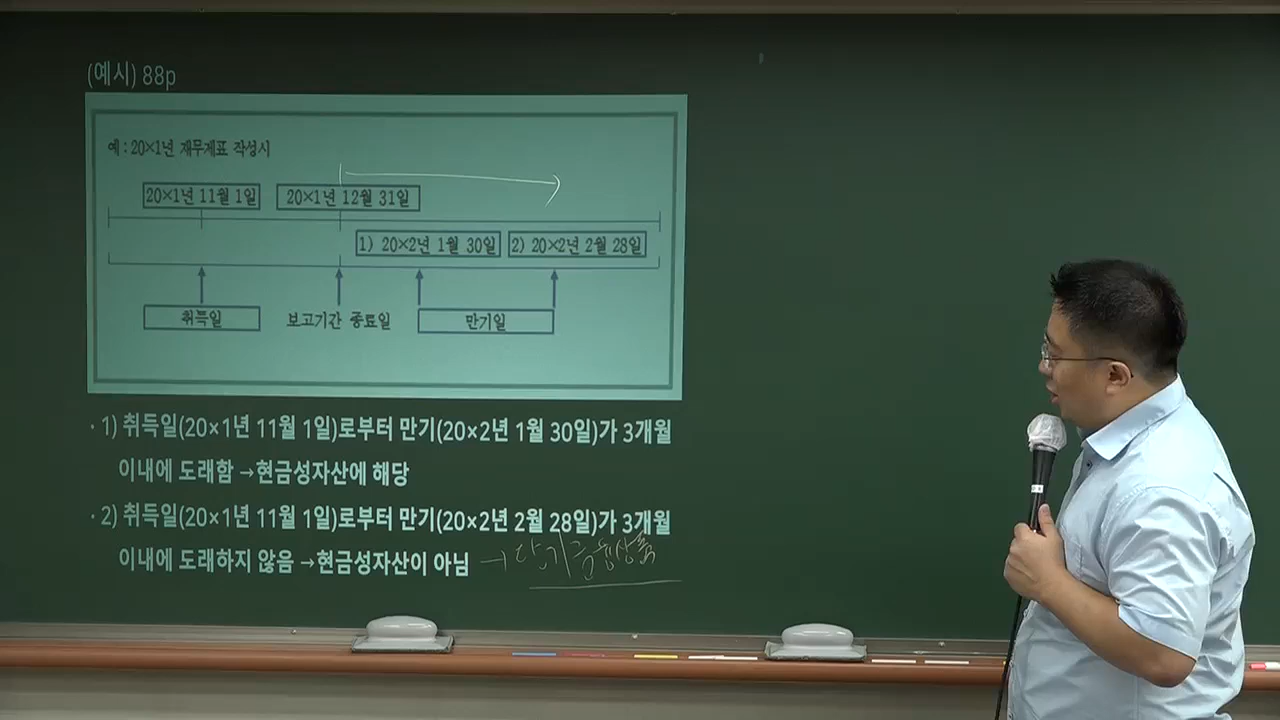 (예시) 88p
예 : 20×1년 재무제표 작성시
20×1년 11월 1일 20×1년 12월 31일
1) 20×2년 1월 30일 2) 20×2년 2월 28일
취득일 보고기간 종료일 만기일
· 1) 취득일(20×1년 11월 1일)로부터 만기(20×2년 1월 30일)가 3개월
이내에 도래함 →현금성자산에 해당
· 2) 취득일(20×1년 11월 1일)로부터 만기(20×2년 2월 28일)가 3개월
이내에 도래하지 않음 →현금성자산이 아님 → 단기금융상품